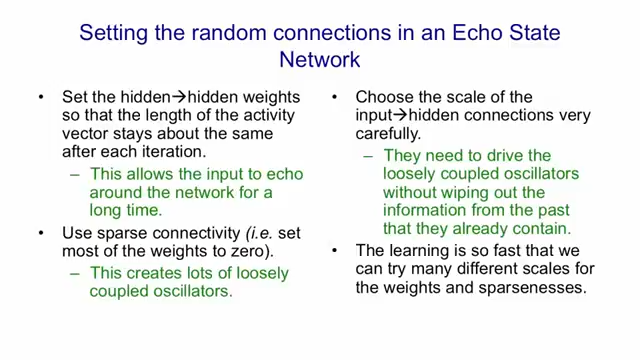 Setting the random connections in an Echo State
Network
• Set the hidden→hidden weights
so that the length of the activity
vector stays about the same
after each iteration.
– This allows the input to echo
around the network for a
long time.
• Use sparse connectivity (i.e. set
most of the weights to zero).
– This creates lots of loosely
coupled oscillators.
• Choose the scale of the
input→hidden connections very
carefully.
– They need to drive the
loosely coupled oscillators
without wiping out the
information from the past
that they already contain.
• The learning is so fast that we
can try many different scales for
the weights and sparsenesses.